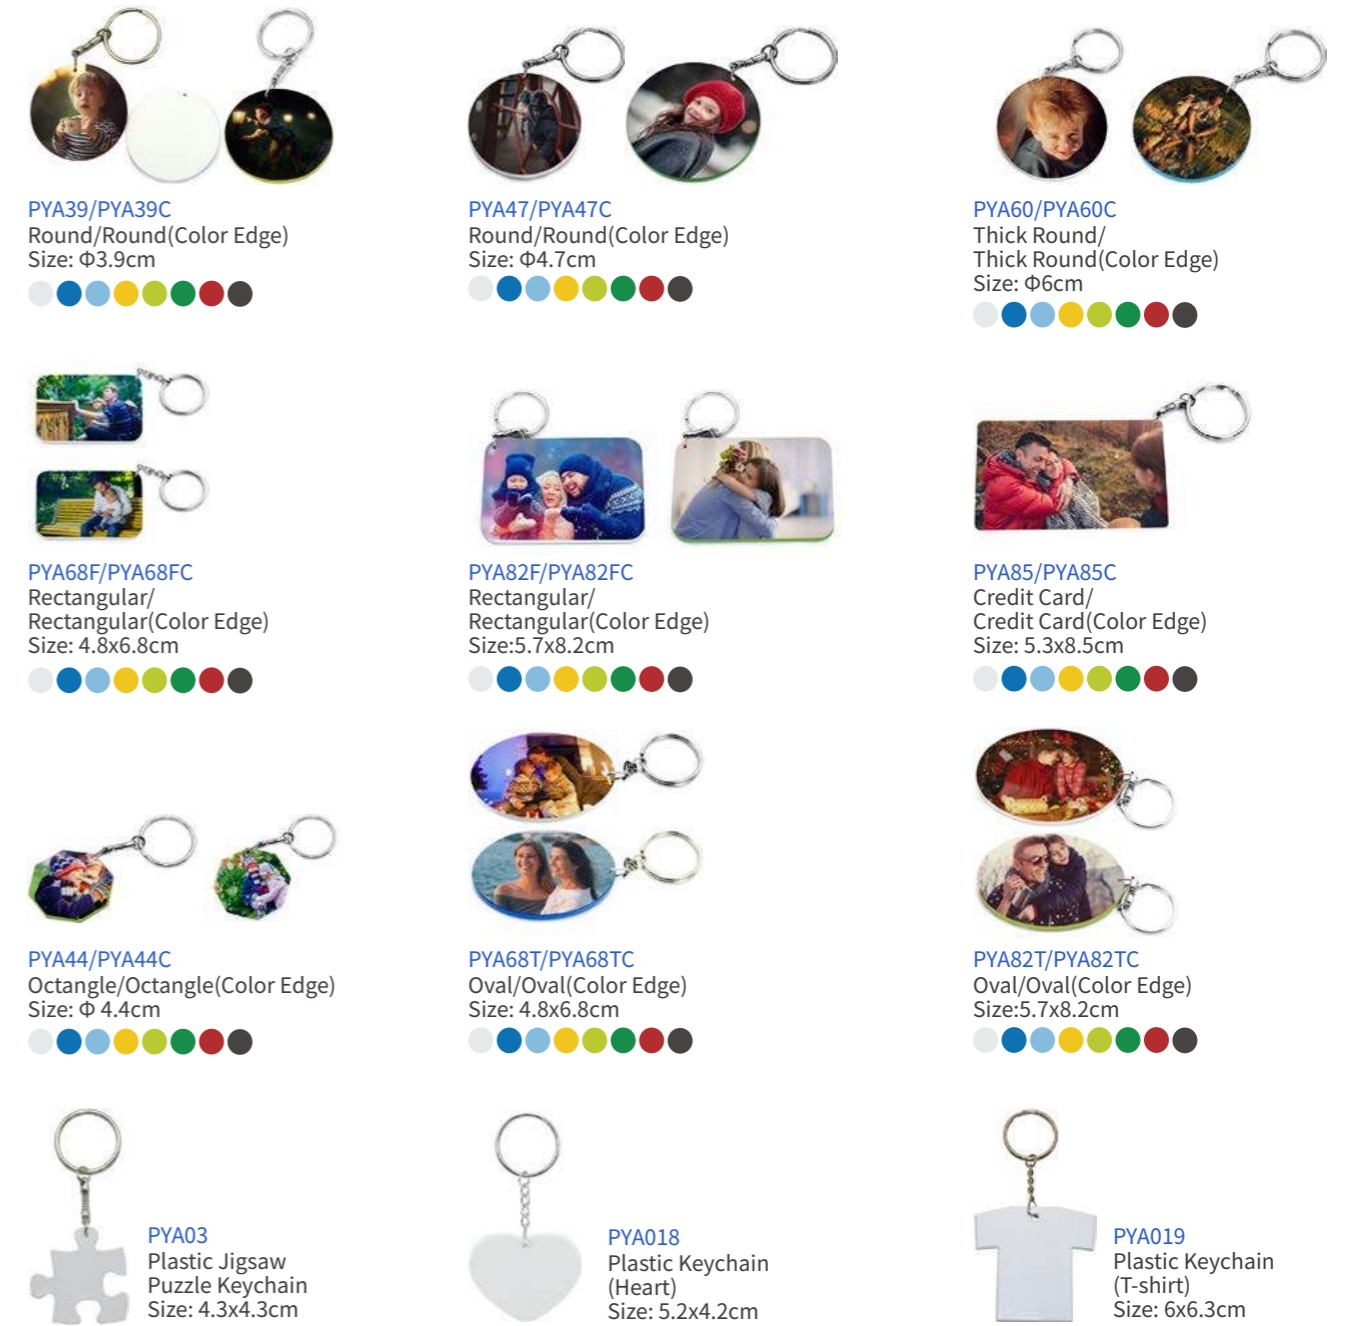 PYA39/PYA39C
Round/Round(Color Edge)
Size: Φ3.9cm
PYA47/PYA47C
Round/Round(Color Edge)
Size: Φ4.7cm
PYA60/PYA60C
Thick Round/
Thick Round(Color Edge)
Size: Φ6cm
PYA68F/PYA68FC
Rectangular/
Rectangular(Color Edge)
Size: 4.8x6.8cm
PYA82F/PYA82FC
Rectangular/
Rectangular(Color Edge)
Size:5.7x8.2cm
PYA85/PYA85C
Credit Card/
Credit Card(Color Edge)
Size: 5.3x8.5cm
PYA44/PYA44C
Octangle/Octangle(Color Edge)
Size: Φ 4.4cm
PYA68T/PYA68TC
Oval/Oval(Color Edge)
Size: 4.8x6.8cm
PYA82T/PYA82TC
Oval/Oval(Color Edge)
Size:5.7x8.2cm
PYA03
Plastic Jigsaw
Puzzle Keychain
Size: 4.3x4.3cm
PYA018
Plastic Keychain
(Heart)
Size: 5.2x4.2cm
PYA019
Plastic Keychain
(T-shirt)
Size: 6x6.3cm